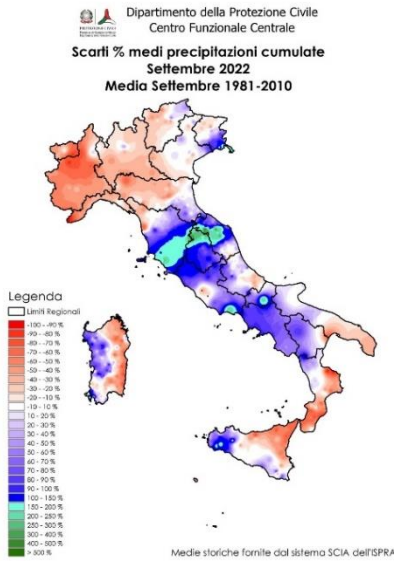 Dipartimento della Protezione Civile
Centro Funzionale Centrale
Scarti % medi precipitazioni cumulate
Settembre 2022
Media Settembre 1981-2010
Legenda
Limiti Regionali
-100 - -90 %
-90 - -80 %
-80 - -70 %
-70 - -60 %
-60 - -50 %
-50 - -40 %
-40 - -30 %
-30 - -20 %
-20 - -10 %
-10 - 10 %
10 - 20 %
20 - 30 %
30 - 40 %
40 - 50 %
50 - 60 %
60 - 70 %
70 - 80 %
80 - 90 %
90 - 100 %
100 - 150 %
150 - 200 %
200 - 250 %
250 - 300 %
300 - 400 %
400 - 500 %
> 500 %
Medie storiche fornite dal sistema SCIA dell'ISPRA